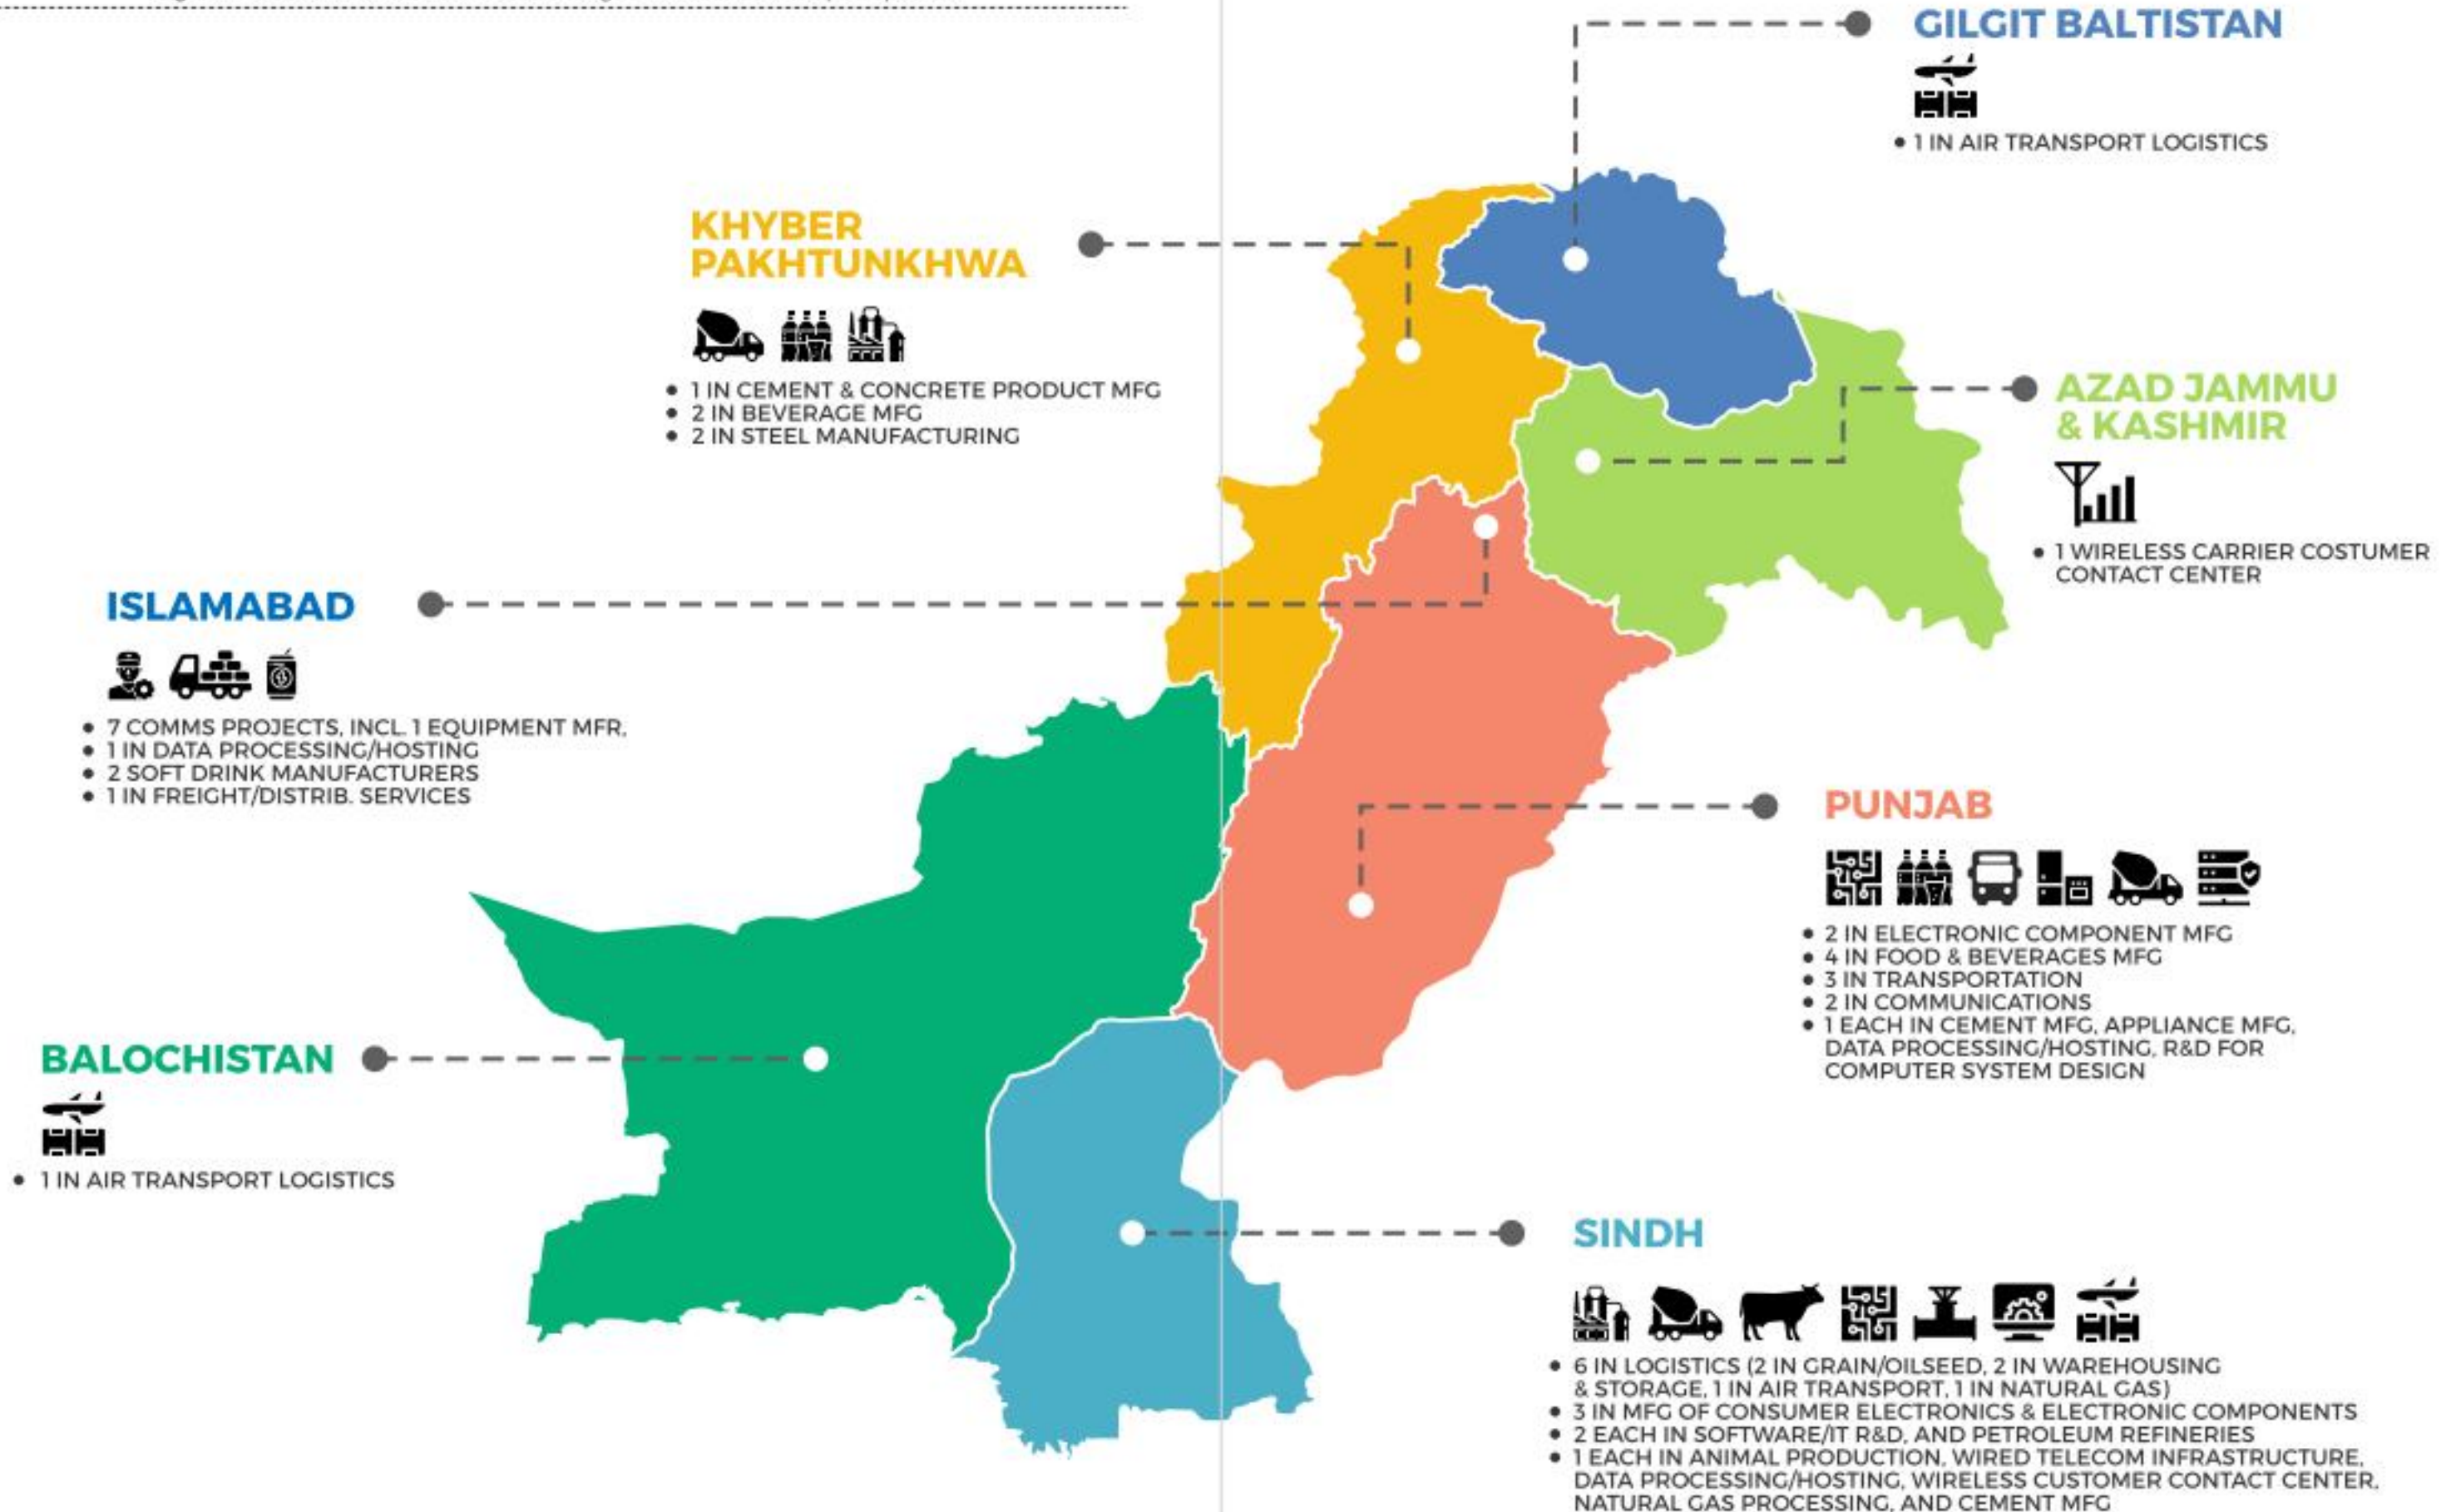 GILGIT BALTISTAN
• 1 IN AIR TRANSPORT LOGISTICS
KHYBER
PAKHTUNKHWA
• 1 IN CEMENT & CONCRETE PRODUCT MFG
• 2 IN BEVERAGE MFG
• 2 IN STEEL MANUFACTURING
AZAD JAMMU
& KASHMIR
• 1 WIRELESS CARRIER COSTUMER
CONTACT CENTER
ISLAMABAD
• 7 COMMS PROJECTS, INCL. 1 EQUIPMENT MFR,
• 1 IN DATA PROCESSING/HOSTING
• 2 SOFT DRINK MANUFACTURERS
• 1 IN FREIGHT/DISTRIB. SERVICES
PUNJAB
• 2 IN ELECTRONIC COMPONENT MFG
• 4 IN FOOD & BEVERAGES MFG
• 3 IN TRANSPORTATION
• 2 IN COMMUNICATIONS
• 1 EACH IN CEMENT MFG, APPLIANCE MFG,
DATA PROCESSING/HOSTING, R&D FOR
COMPUTER SYSTEM DESIGN
BALOCHISTAN
• 1 IN AIR TRANSPORT LOGISTICS
SINDH
• 6 IN LOGISTICS (2 IN GRAIN/OILSEED, 2 IN WAREHOUSING
& STORAGE, 1 IN AIR TRANSPORT, 1 IN NATURAL GAS)
• 3 IN MFG OF CONSUMER ELECTRONICS & ELECTRONIC COMPONENTS
• 2 EACH IN SOFTWARE/IT R&D, AND PETROLEUM REFINERIES
• 1 EACH IN ANIMAL PRODUCTION, WIRED TELECOM INFRASTRUCTURE,
DATA PROCESSING/HOSTING, WIRELESS CUSTOMER CONTACT CENTER,
NATURAL GAS PROCESSING, AND CEMENT MFG